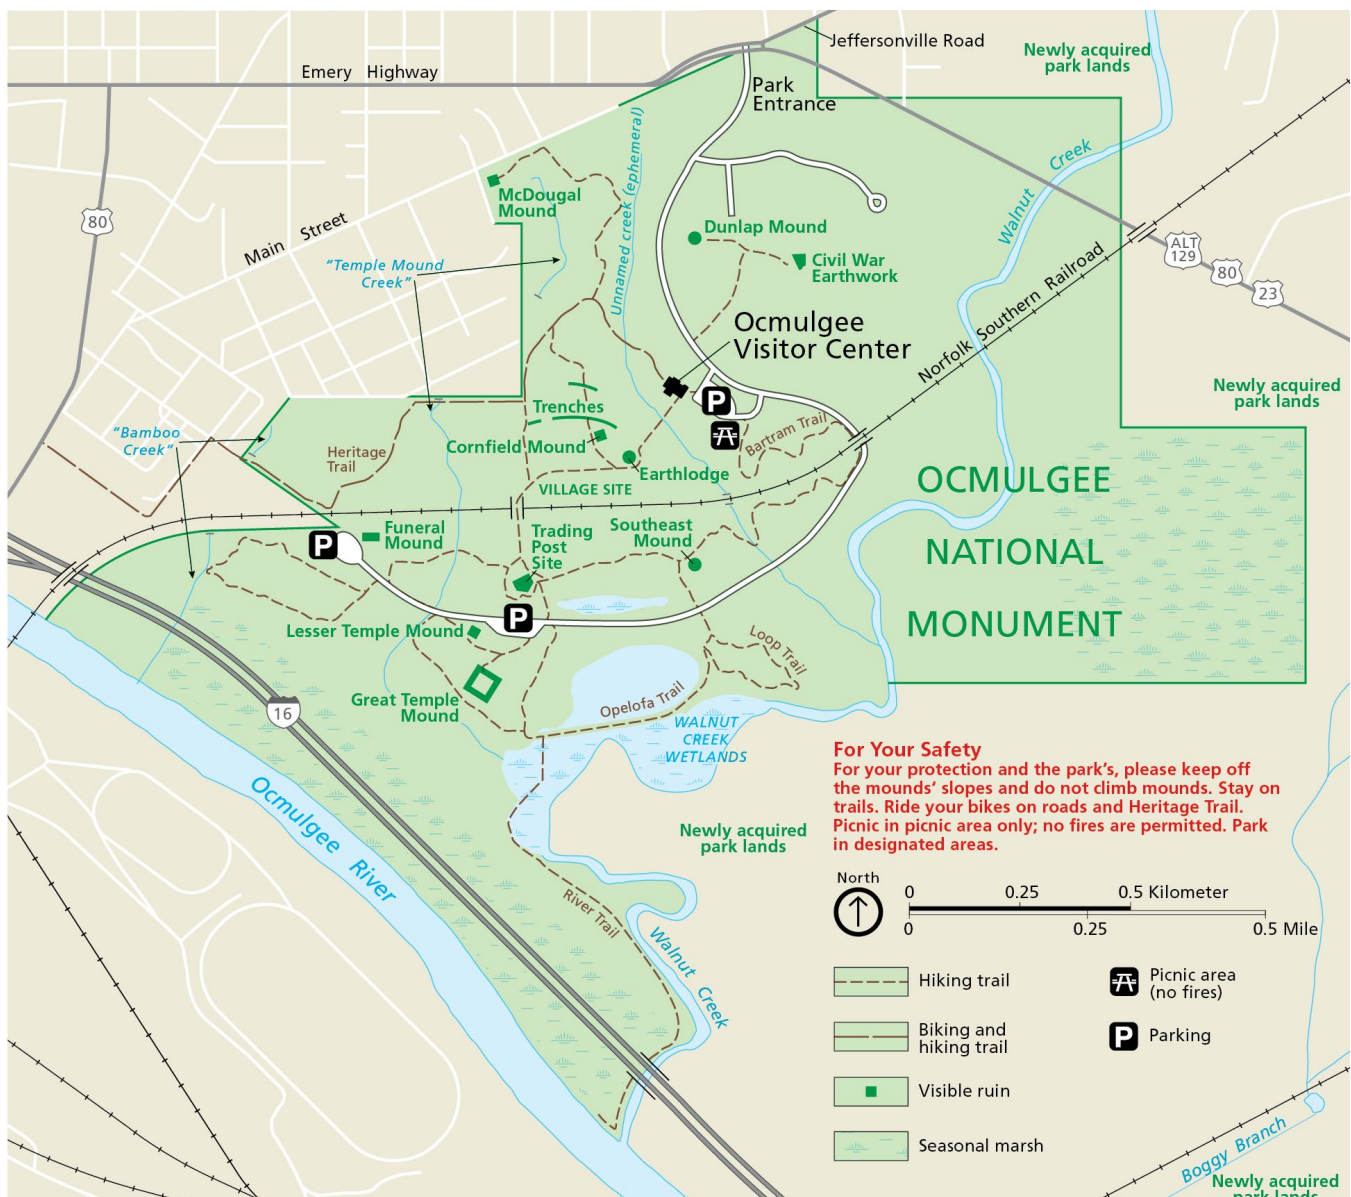 Jeffersonville Road
Newly acquired
park lands
Emery Highway
Park
Entrance
Unnamed creek (ephemeral)
Walnut Creek
McDougal
Mound
80
Main Street
Dunlap Mound
Civil War
Earthwork
ALT
129
80
23
"Temple Mound
Creek"
Norfolk Southern Railroad
Ocmulgee
Visitor Center
Newly acquired
park lands
Trenches
P
"Bamboo
Creek"
Heritage
Trail
Cornfield Mound
Bartram Trail
Earthlodge
VILLAGE SITE
OCMULGEE
NATIONAL
MONUMENT
P
Funeral
Mound
Trading
Post
Site
Southeast
Mound
P
Lesser Temple Mound
Loop Trail
Great Temple
Mound
Opelofa Trail
16
WALNUT
CREEK
WETLANDS
Ocmulgee River
Newly acquired
park lands
River Trail
Walnut Creek
For Your Safety
For your protection and the park's, please keep off
the mounds' slopes and do not climb mounds. Stay on
trails. Ride your bikes on roads and Heritage Trail.
Picnic in picnic area only; no fires are permitted. Park
in designated areas.
North
0 0.25 0.5 Kilometer
0 0.25 0.5 Mile
Hiking trail
Picnic area
(no fires)
Biking and
hiking trail
P
Parking
Visible ruin
Seasonal marsh
Boggy Branch
Newly acquired
park lands